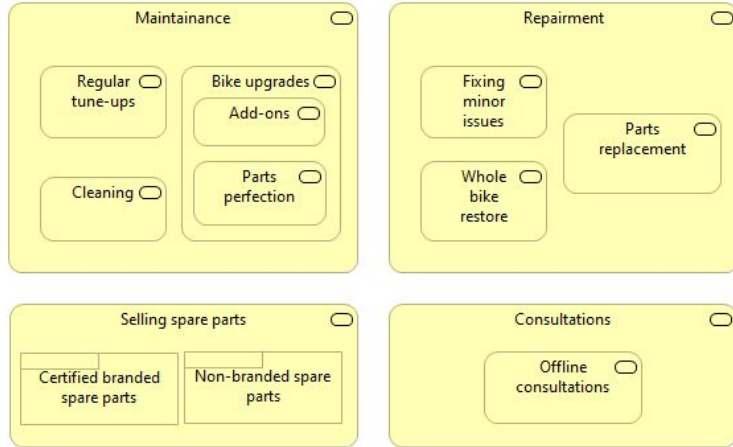 Maintainance
Regular
tune-ups
Bike upgrades
Add-ons
Cleaning
Parts
perfection
Repairment
Fixing
minor
issues
Parts
replacement
Whole
bike
restore
Selling spare parts
Certified branded
spare parts
Non-branded spare
parts
Consultations
Offline
consultations